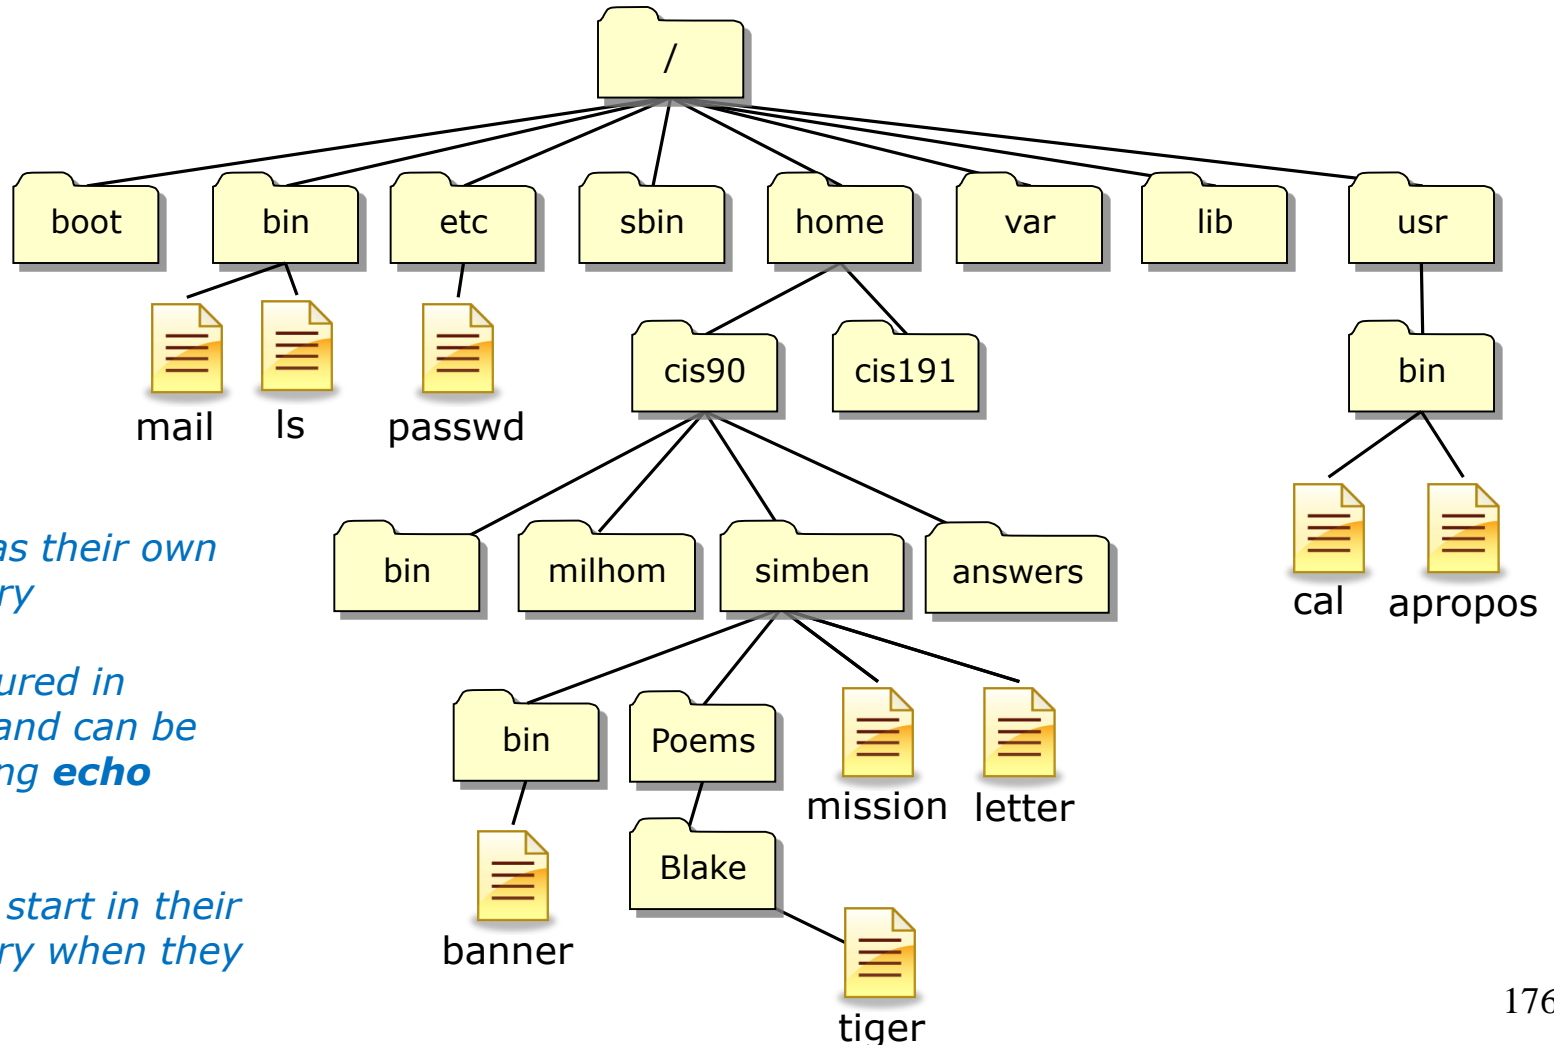 /
boot bin etc sbin home var lib usr
mail ls passwd
cis90 cis191 bin
cal apropos
bin milhom simben answers
as their own
ry
ured in
and can be
ng echo
start in their
ry when they
bin Poems mission letter
banner Blake
tiger
176